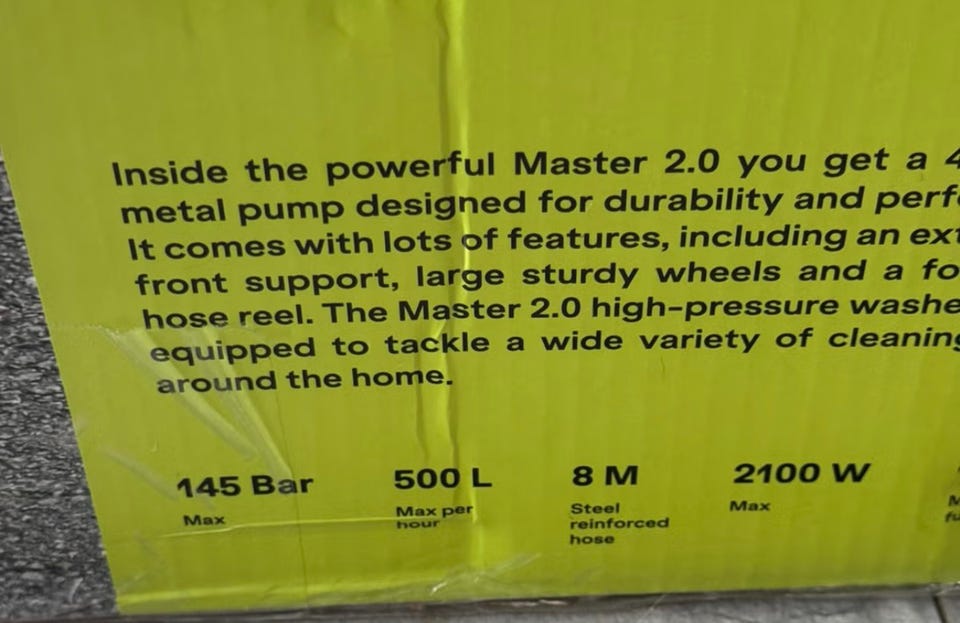 Inside the powerful Master 2.0 you get a
metal pump designed for durability and
It comes with lots of features, including an
front support, large sturdy wheels and a
hose reel. The Master 2.0 high-pressure
equipped to tackle a wide variety of
around the home.
145 Bar
Max
500 L
Max per
hour
8 M
Steel
reinforced
hose
2100 W
Max